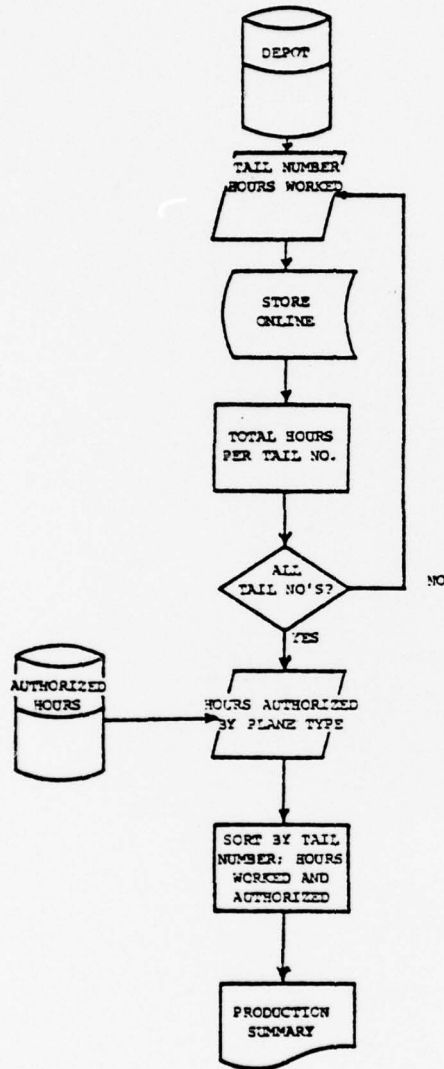 DEPOT
TAIL NUMBER
HOURS WORKED
STORE
ONLINE
TOTAL HOURS
PER TAIL NO.
ALL
TAIL NO'S?
NO
YES
AUTHORIZED
HOURS
HOURS AUTHORIZED
BY PLANE TYPE
SORT BY TAIL
NUMBER: HOURS
WORKED AND
AUTHORIZED
PRODUCTION
SUMMARY